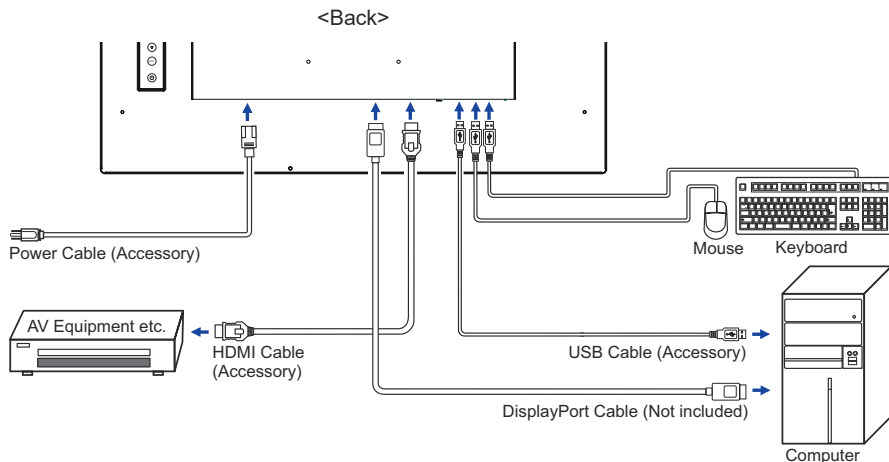 <Back>
Power Cable (Accessory)
Mouse
Keyboard
AV Equipment etc.
HDMI Cable
(Accessory)
USB Cable (Accessory)
DisplayPort Cable (Not included)
Computer